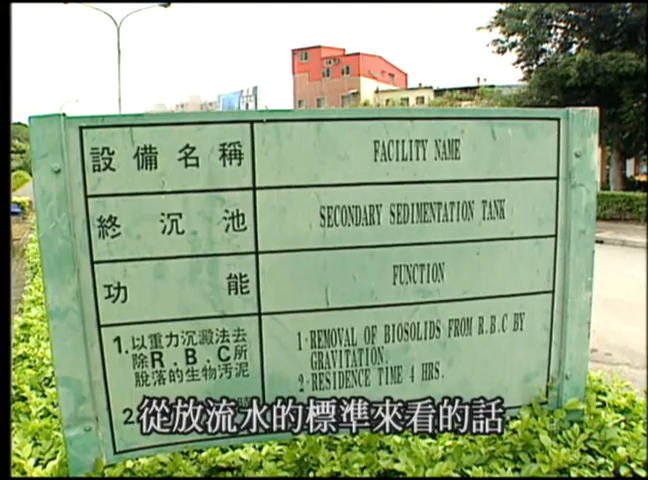 設備名稱 FACILITY NAME
終沉池 SECONDARY SEDIMENTATION TANK
功能 FUNCTION
1.以重力沉澱法去
除R.B.C所
脫落的生物污泥
2.
1·REMOVAL OF BIOSOLIDS FROM R.B.C BY
GRAVITATION.
2·RESIDENCE TIME 4 HRS.
從放流水的標準來看的話